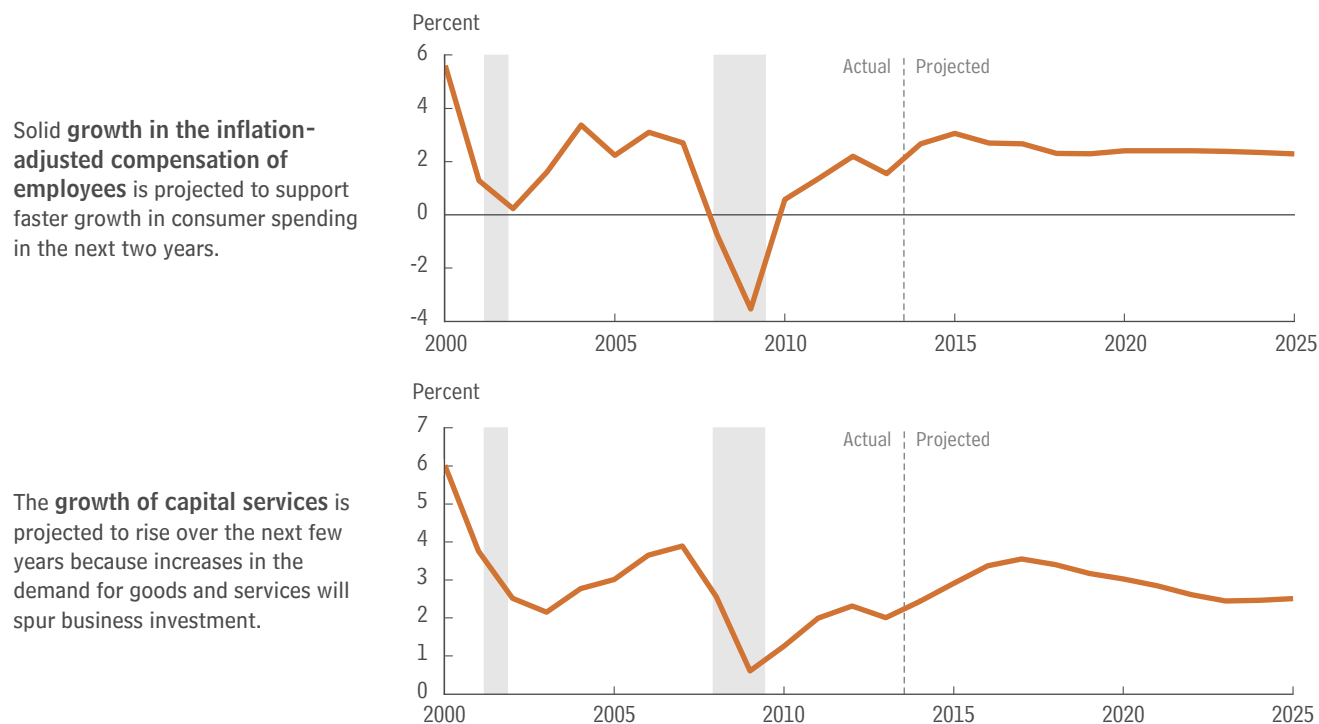 Percent
6
4
2
0
-2
-4
Actual
Projected
2000 2005 2010 2015 2020 2025
Solid growth in the inflation-
adjusted compensation of
employees is projected to support
faster growth in consumer spending
in the next two years.
Percent
7
6
5
4
3
2
1
0
Actual
Projected
2000 2005 2010 2015 2020 2025
The growth of capital services is
projected to rise over the next few
years because increases in the
demand for goods and services will
spur business investment.